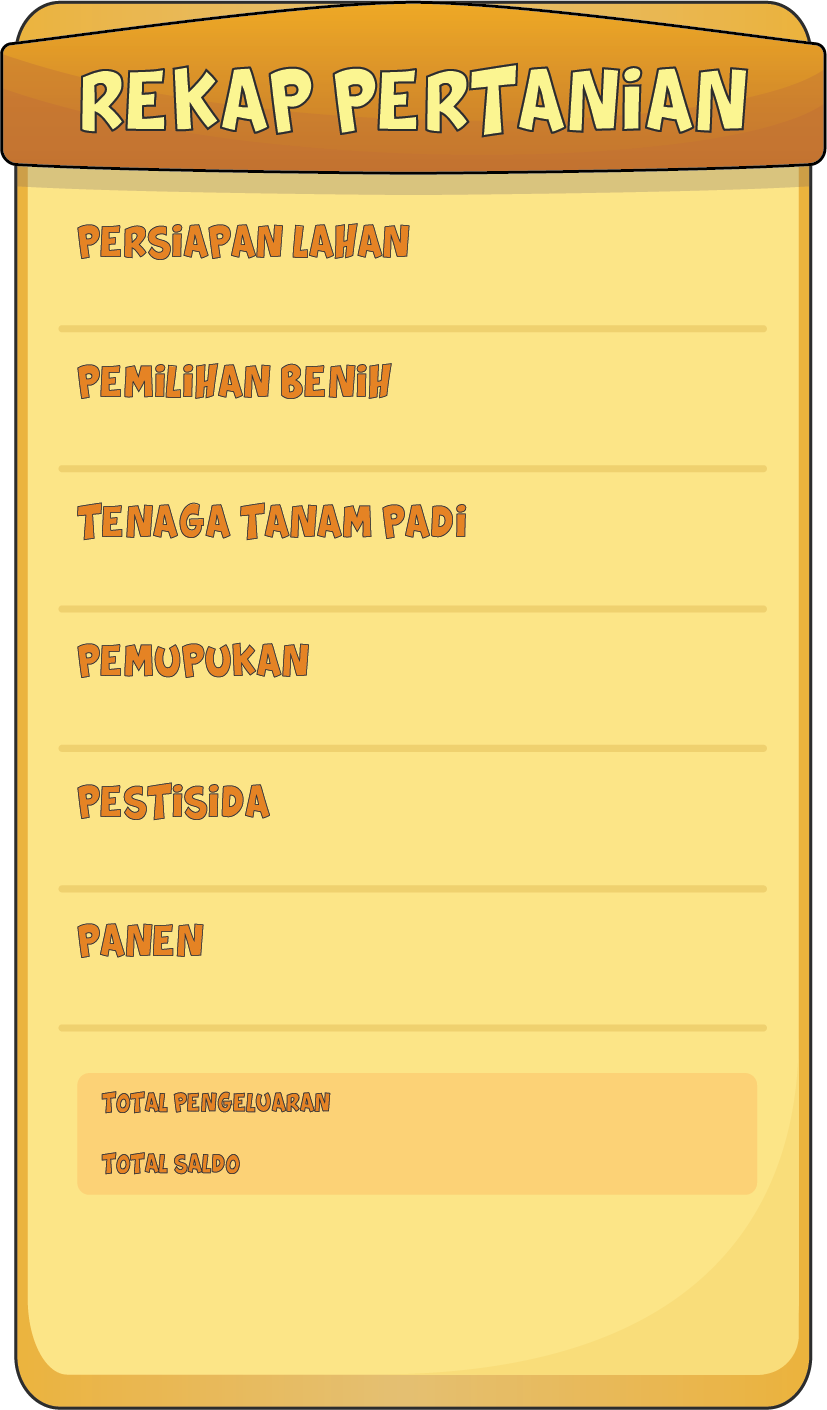 REKAP PERTANiAN
PERSiAPAN LAHAN
PEMiLiHAN BENiH
TENAGA TANAM PADi
PEMUPUKAN
PESTiSiDA
PANEN
TOTAL PENGELUARAN
TOTAL SALDO